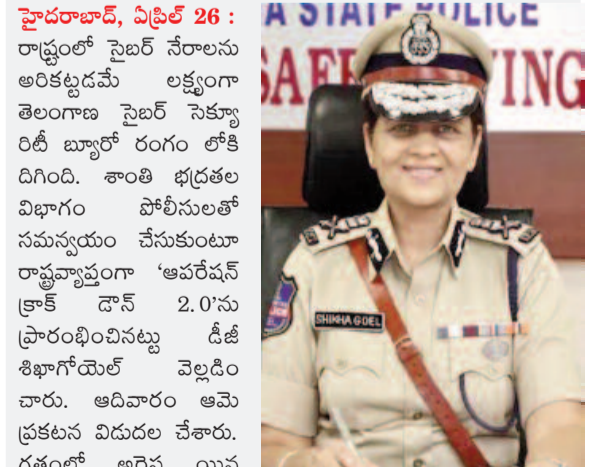 హైదరాబాద్, ఏప్రిల్ 26 :
రాష్ట్రంలో సైబర్ నేరాలను
అరికట్టడమే లక్ష్యంగా
తెలంగాణ సైబర్ సెక్యూ
రిటీ బ్యూరో రంగం లోకి
దిగింది. శాంతి భద్రతల
విభాగం పోలీసులతో
సమన్వయం చేసుకుంటూ
రాష్ట్రవ్యాప్తంగా ‘ఆపరేషన్
క్రాక్ డౌన్ 2.0’ను
ప్రారంభించినట్టు డీజీ
శిఖాగోయెల్ వెల్లడిం
చారు. ఆదివారం ఆమె
ప్రకటన విడుదల చేశారు.
A STATE POLICE
SHIKHA GOEL